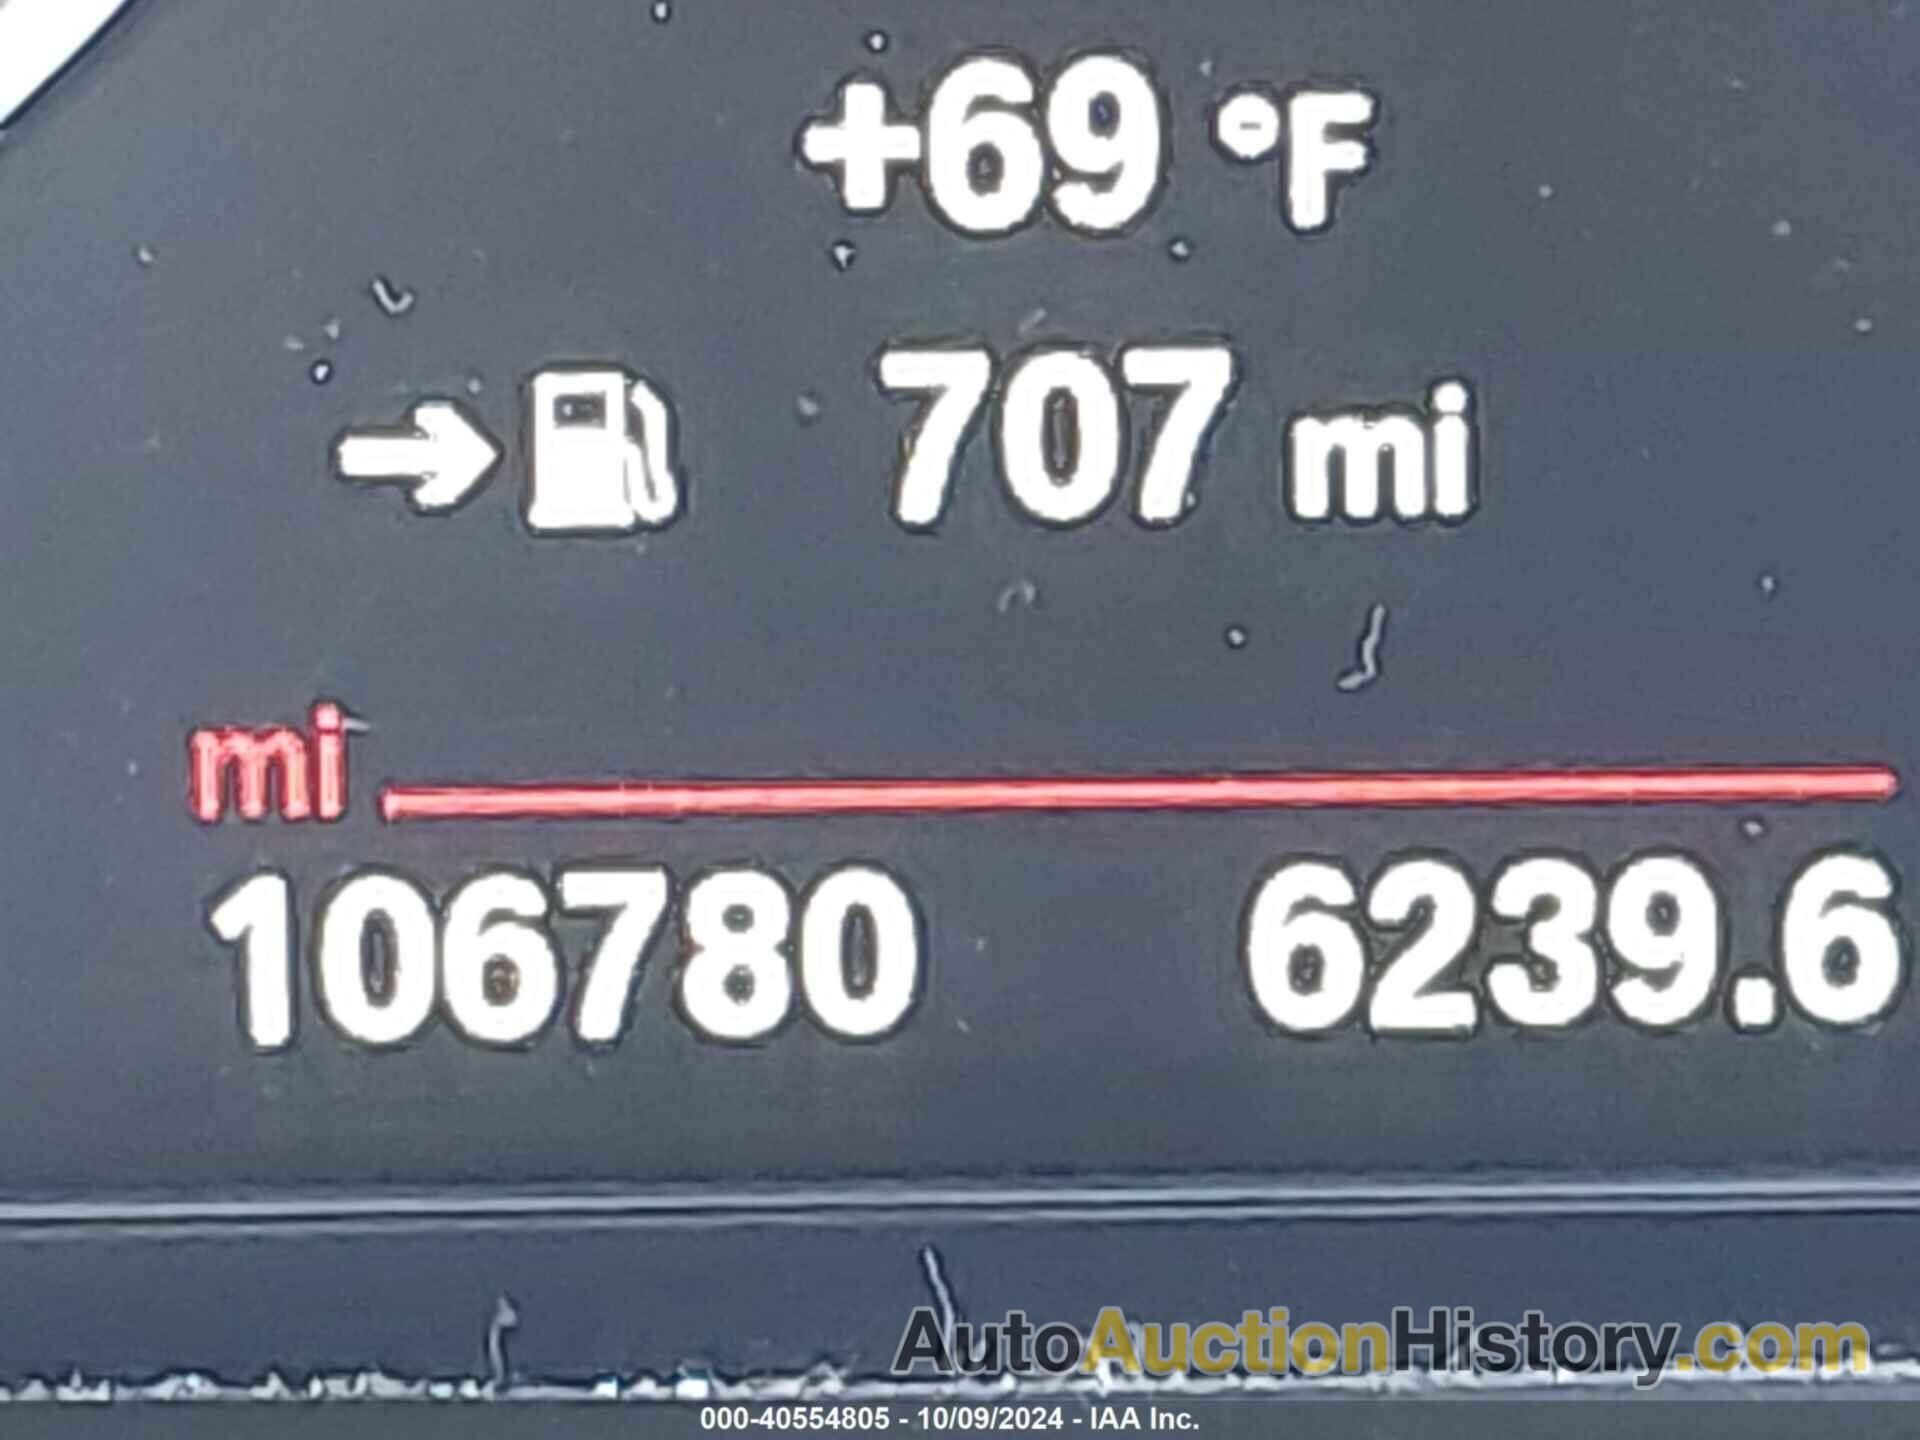 +69 °F
707 mi
mi
106780 6239.6
AutoAuctionHistory.com
000-40554805 - 10/09/2024 - IAA Inc.